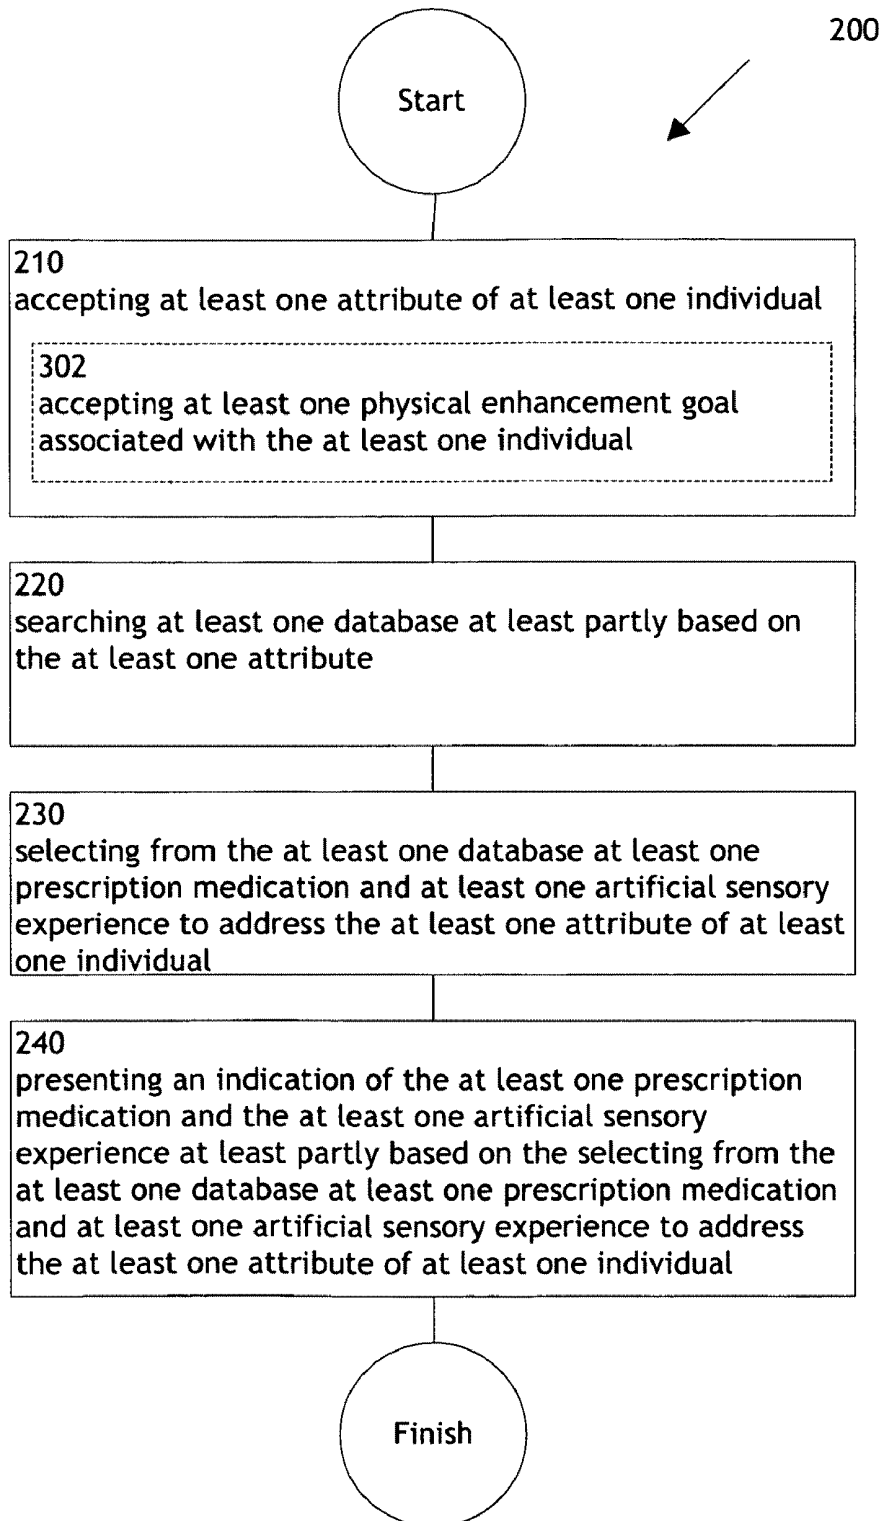 200
Start
210
accepting at least one attribute of at least one individual
302
accepting at least one physical enhancement goal
associated with the at least one individual
220
searching at least one database at least partly based on
the at least one attribute
230
selecting from the at least one database at least one
prescription medication and at least one artificial sensory
experience to address the at least one attribute of at least
one individual
240
presenting an indication of the at least one prescription
medication and the at least one artificial sensory
experience at least partly based on the selecting from the
at least one database at least one prescription medication
and at least one artificial sensory experience to address
the at least one attribute of at least one individual
Finish